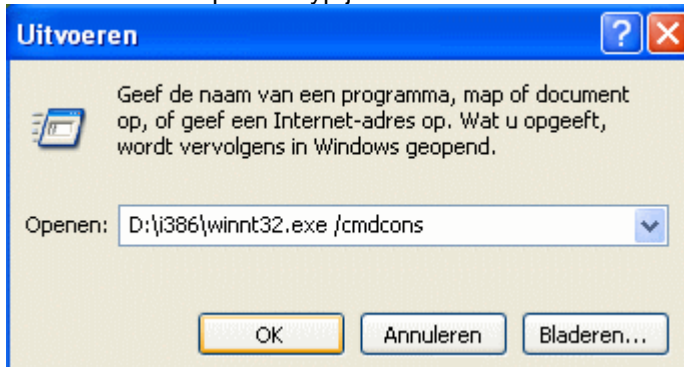 Uitvoeren
Geef de naam van een programma, map of document
op, of geef een Internet-adres op. Wat u opgeeft,
wordt vervolgens in Windows geopend.
Openen: D:\i386\winnt32.exe /cmdcons
OK Annuleren Bladeren...